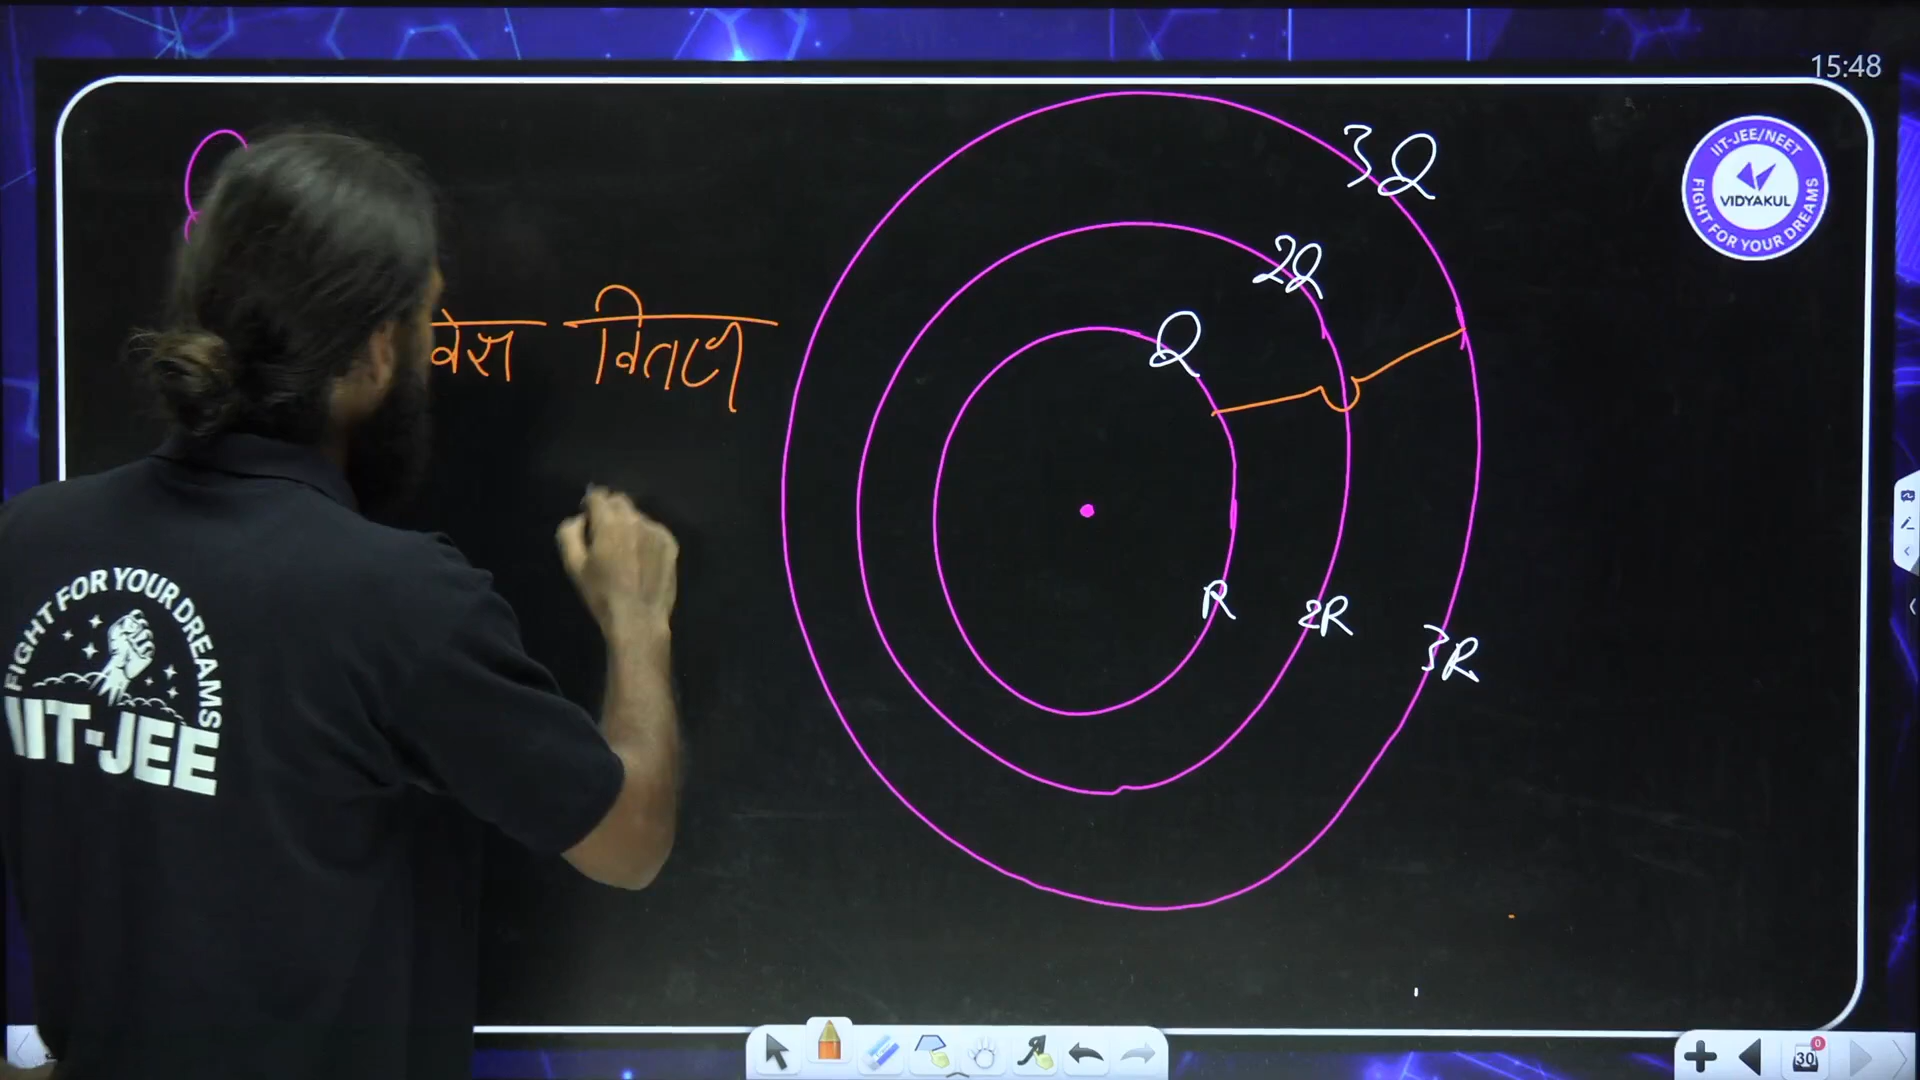 15:48
IIT-JEE/NEET
VIDYAKUL
FIGHT FOR YOUR DREAMS
3Q
2Q
Q
R
2R
3R
FIGHT FOR YOUR DREAMS
IIT-JEE
30
0